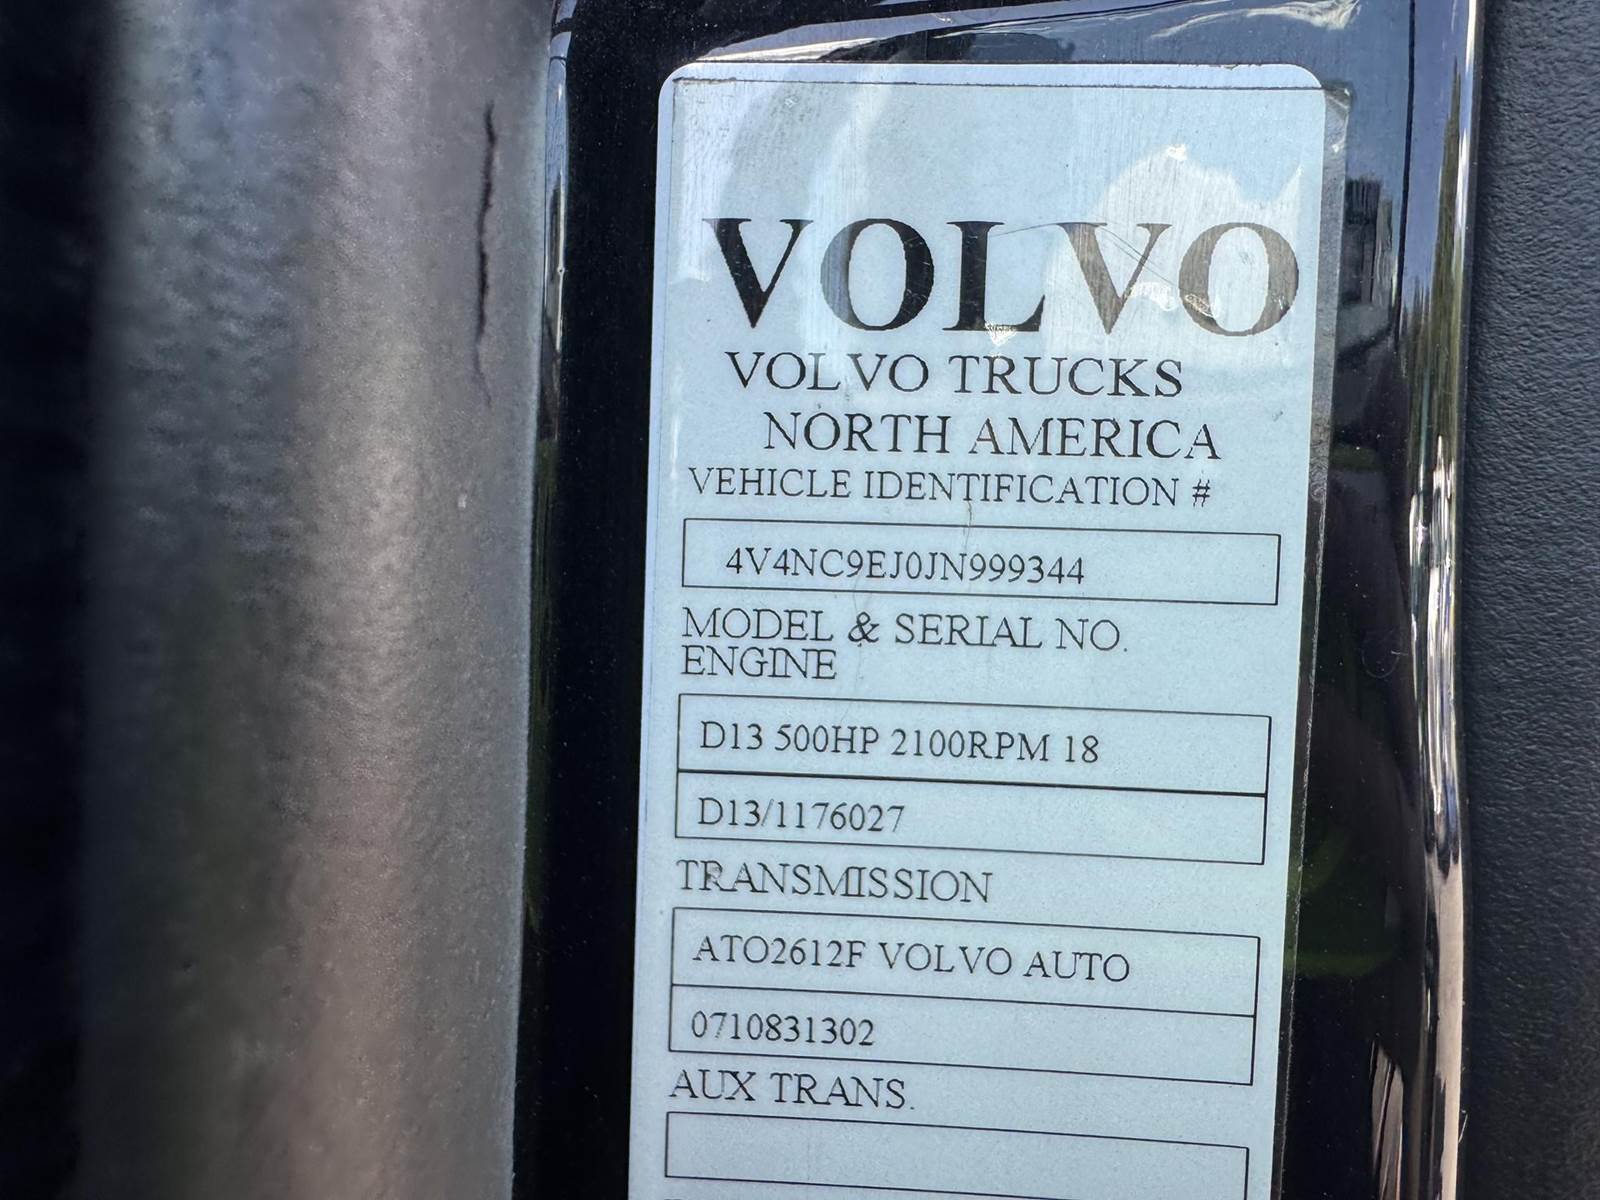 VOLVO
VOLVO TRUCKS
NORTH AMERICA
VEHICLE IDENTIFICATION #
4V4NC9EJ0JN999344
MODEL & SERIAL NO.
ENGINE
D13 500HP 2100RPM 18
D13/1176027
TRANSMISSION
ATO2612F VOLVO AUTO
0710831302
AUX TRANS.